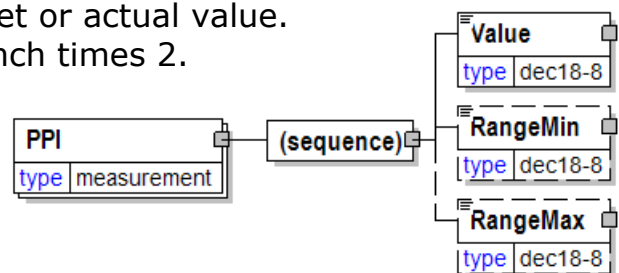 et or actual value.
nch times 2.
Value
type dec18-8
PPI
type measurement
(sequence)
RangeMin
type dec18-8
RangeMax
type dec18-8